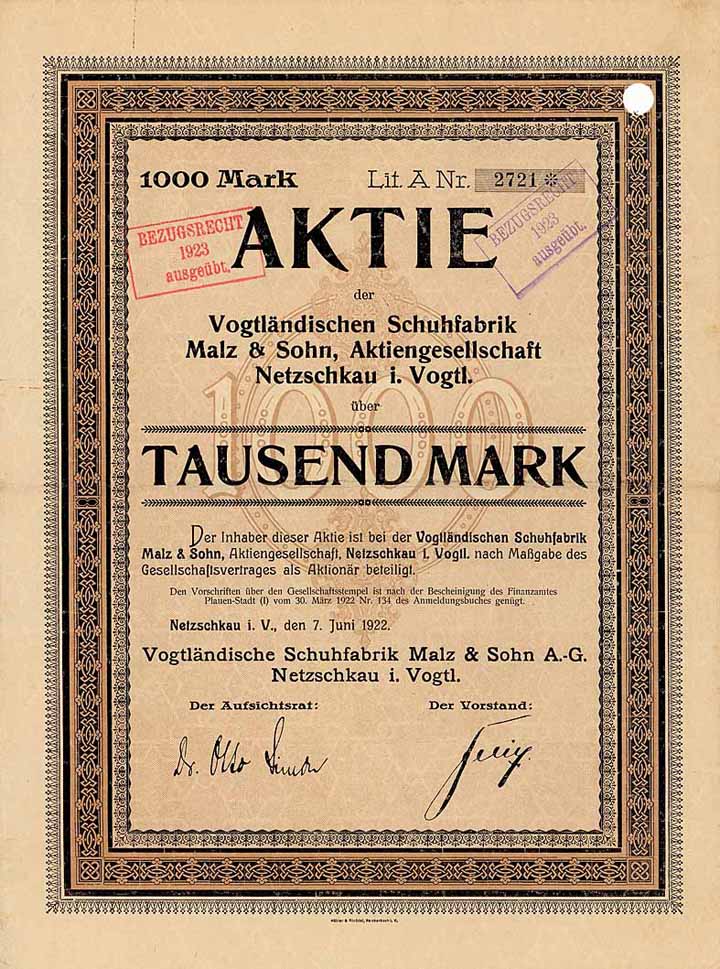 1000 Mark Lit. A Nr. 2721 *
BEZUGSRECHT
1923
ausgeübt.
AKTIE
BEZUGSRECHT
1923
ausgeübt.
der
Vogtländischen Schuhfabrik
Malz & Sohn, Aktiengesellschaft
Netzschkau i. Vogtl.
über
1000
TAUSEND MARK
Der Inhaber dieser Aktie ist bei der Vogtländischen Schuhfabrik
Malz & Sohn, Aktiengesellschaft, Netzschkau i. Vogtl. nach Maßgabe des
Gesellschaftsvertrages als Aktionär beteiligt.
Den Vorschriften über den Gesellschaftsstempel ist nach der Bescheinigung des Finanzamtes
Plauen-Stadt (I) vom 30. März 1922 Nr. 134 des Anmeldungsbuches genügt.
Netzschkau i. V., den 7. Juni 1922.
Vogtländische Schuhfabrik Malz & Sohn A.-G.
Netzschkau i. Vogtl.
Der Aufsichtsrat: Der Vorstand:
Dr. Otto Simon